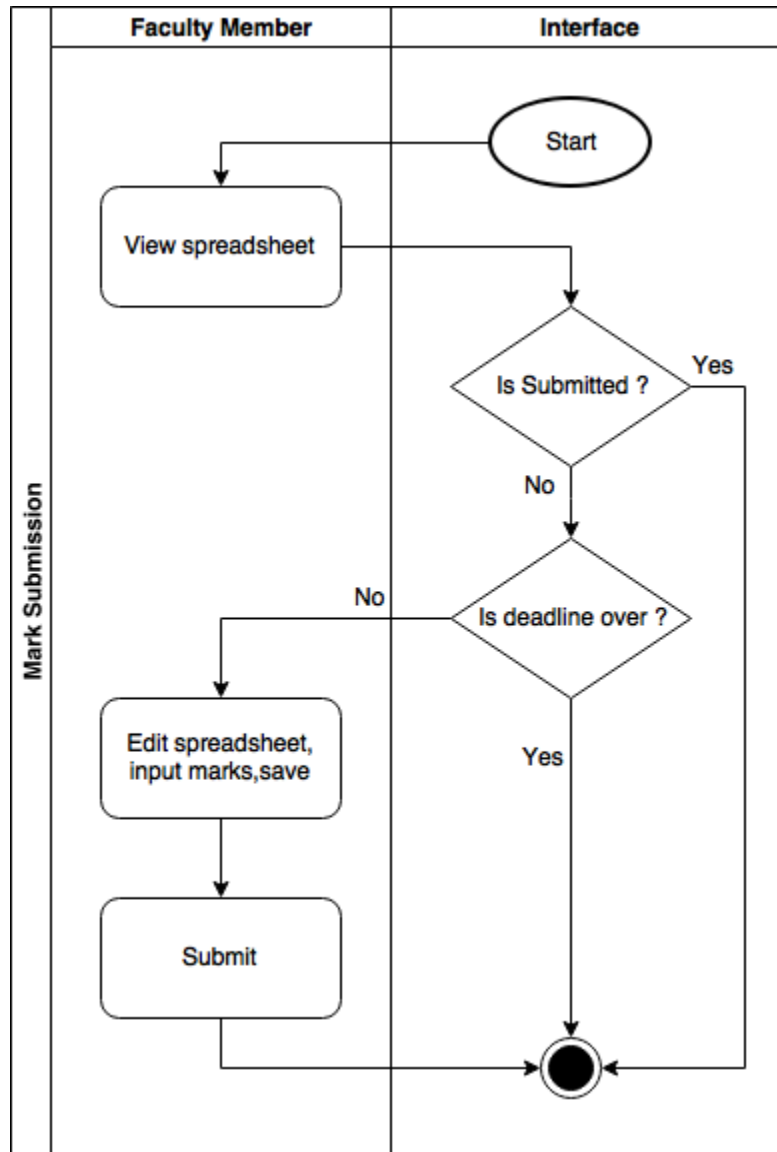 Faculty Member
Interface
Mark Submission
Start
View spreadsheet
Is Submitted ?
Yes
No
Is deadline over ?
No
Yes
Edit spreadsheet,
input marks,save
Submit